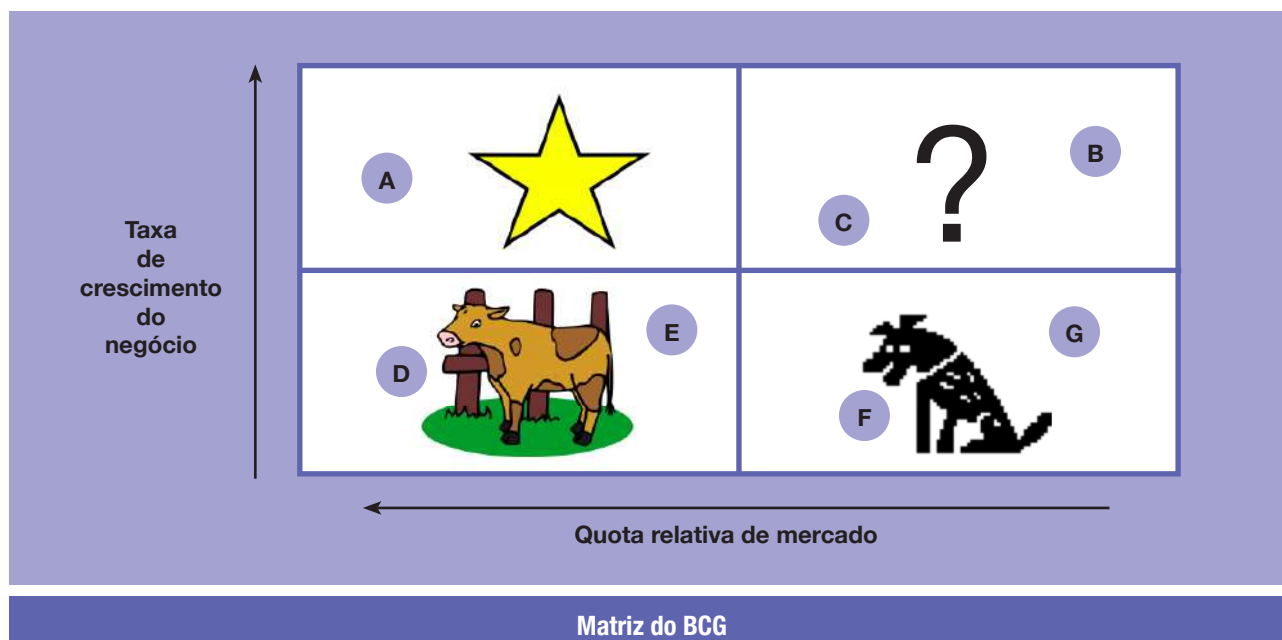 A
?
B
C
Taxa
de
crescimento
do
negócio
E
G
D
F
Quota relativa de mercado
Matriz do BCG